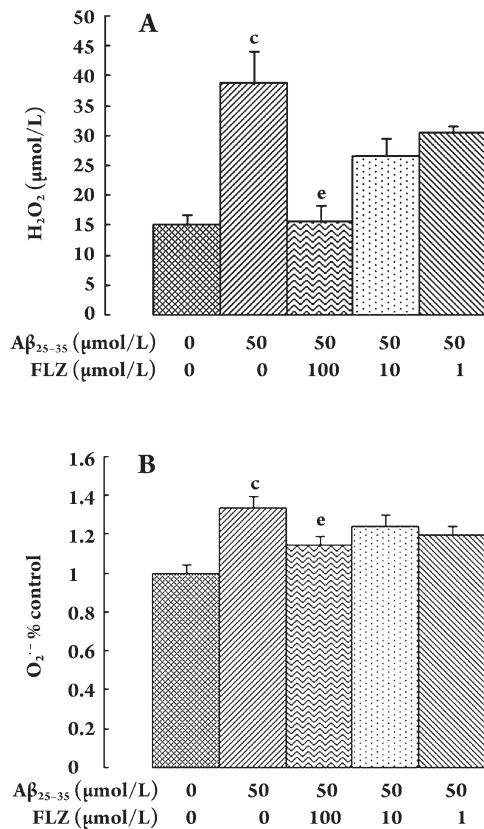 A
50
45
40
35
30
25
20
15
10
5
0
H₂O₂ (μmol/L)
c
e
Aβ₂₅₋₃₅ (μmol/L) 0 50 50 50 50
FLZ (μmol/L) 0 0 100 10 1
B
1.6
1.4
1.2
1
0.8
0.6
0.4
0.2
0
O₂·⁻ % control
c
e
Aβ₂₅₋₃₅ (μmol/L) 0 50 50 50 50
FLZ (μmol/L) 0 0 100 10 1